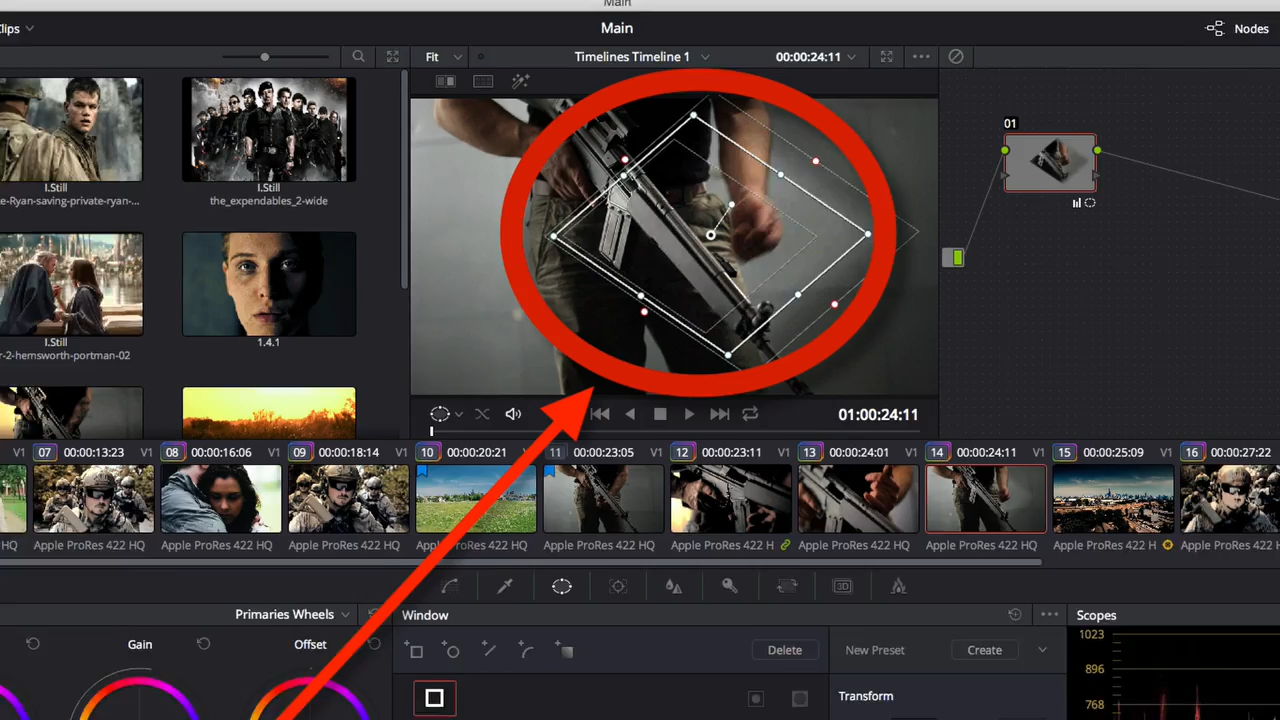 Main
Clips
Main
Nodes
Fit
Timelines Timeline 1
00:00:24:11
I.Still
I.Still
e-Ryan-saving-private-ryan-...
the_expendables_2-wide
01
I.Still
1.4.1
r-2-hemsworth-portman-02
01:00:24:11
V1 07 00:00:13:23 V1 08 00:00:16:06 V1 09 00:00:18:14 V1 10 00:00:20:21 V1 11 00:00:23:05 V1 12 00:00:23:11 V1 13 00:00:24:01 V1 14 00:00:24:11 V1 15 00:00:25:09 V1 16 00:00:27:22
HQ Apple ProRes 422 HQ Apple ProRes 422 HQ Apple ProRes 422 HQ Apple ProRes 422 HQ Apple ProRes 422 HQ Apple ProRes 422 H Apple ProRes 422 HQ Apple ProRes 422 HQ Apple ProRes 422 H Apple ProRes 422 HQ
3D
Primaries Wheels
Window
Scopes
Gain
Offset
Delete
New Preset
Create
1023
896
Transform
768